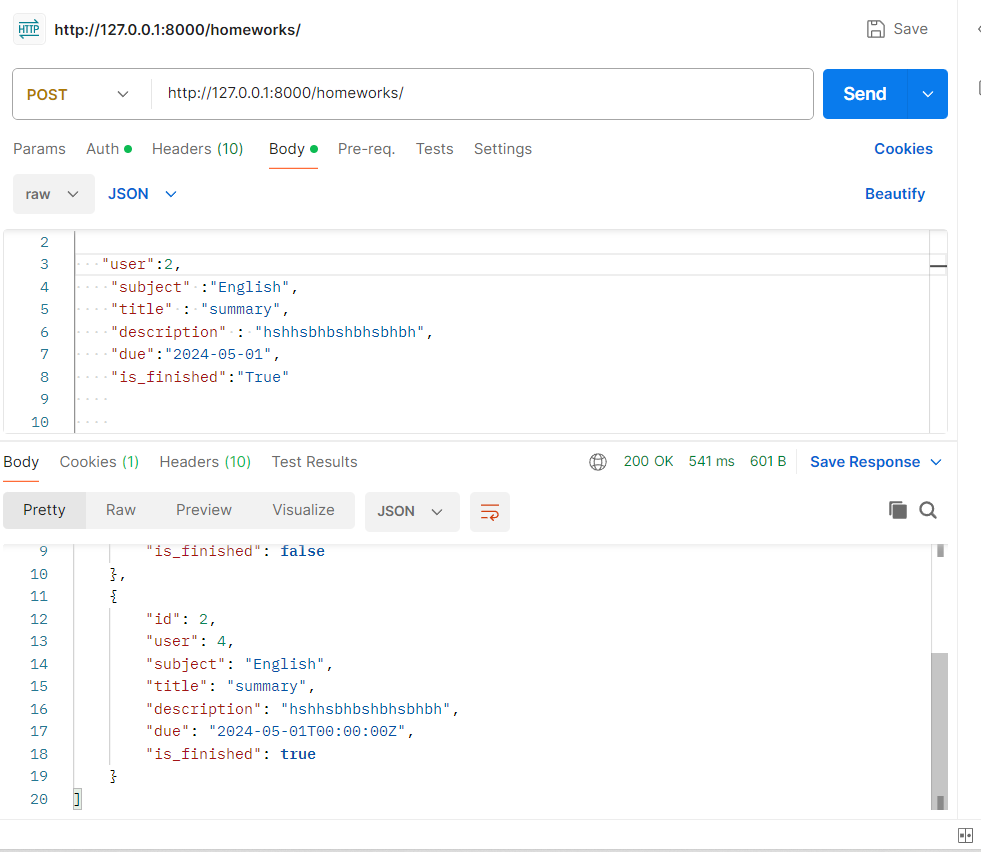 HTTP http://127.0.0.1:8000/homeworks/ Save
POST http://127.0.0.1:8000/homeworks/ Send
Params Auth Headers (10) Body Pre-req. Tests Settings Cookies
raw JSON Beautify
2
3 "user":2,
4 "subject" :"English",
5 "title" : "summary",
6 "description" : "hshhsbhbshbhsbhbh",
7 "due":"2024-05-01",
8 "is_finished":"True"
9
10
Body Cookies (1) Headers (10) Test Results 200 OK 541 ms 601 B Save Response
Pretty Raw Preview Visualize JSON
9 "is_finished": false
10 },
11 {
12 "id": 2,
13 "user": 4,
14 "subject": "English",
15 "title": "summary",
16 "description": "hshhsbhbshbhsbhbh",
17 "due": "2024-05-01T00:00:00Z",
18 "is_finished": true
19 }
20 ]